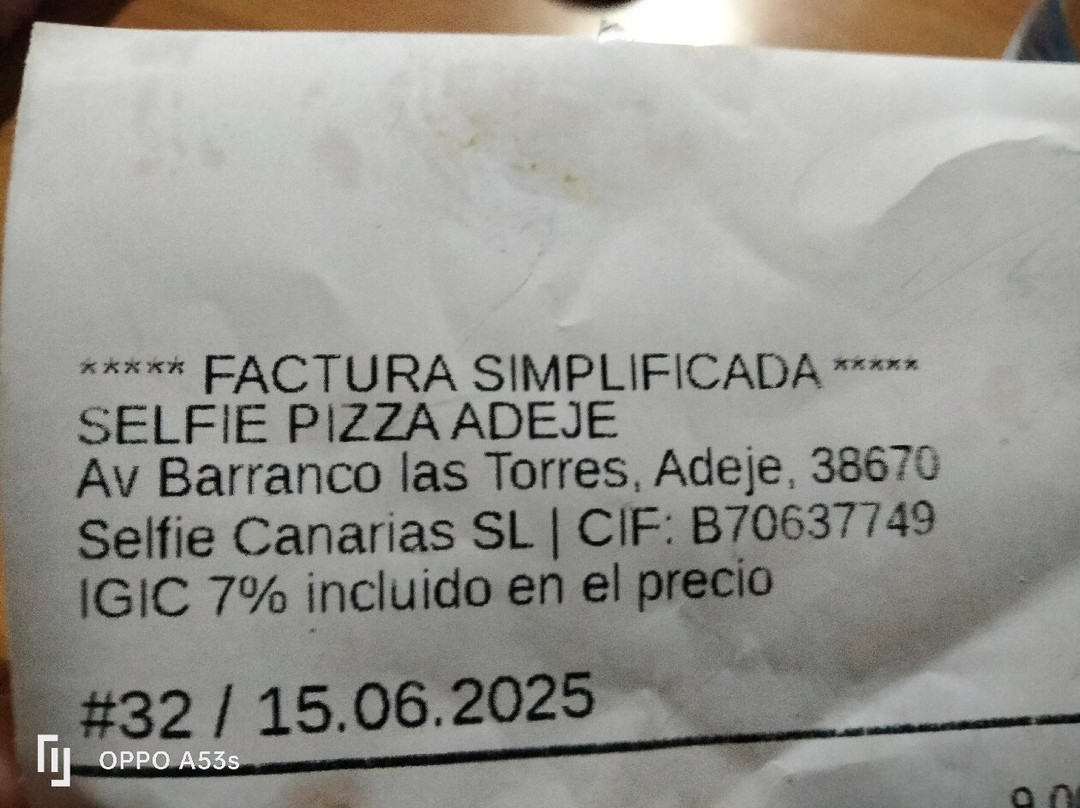 ***** FACTURA SIMPLIFICADA *****
SELFIE PIZZA ADEJE
Av Barranco las Torres, Adeje, 38670
Selfie Canarias SL | CIF: B70637749
IGIC 7% incluido en el precio
#32 / 15.06.2025
OPPO A53s